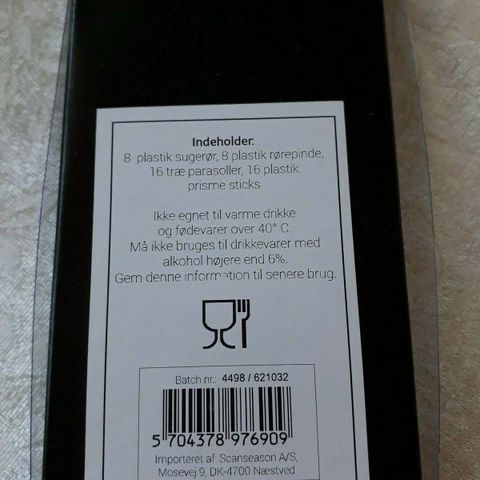 Indeholder:
8 plastik sugerør, 8 plastik rørepinde,
16 træ parasoller, 16 plastik
prisme sticks
Ikke egnet til varme drikke
og fødevarer over 40° C.
Må ikke bruges til drikkevarer med
alkohol højere end 6%.
Gem denne information til senere brug.
Batch nr.: 4498 / 621032
5 704378 976909
Importeret af: Scanseason A/S,
Mosevej 9, DK-4700 Næstved